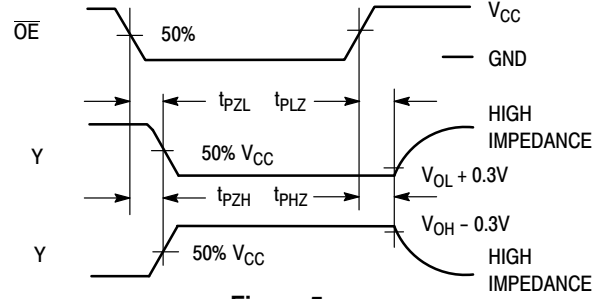 OE
50%
VCC
GND
tPZL
tPLZ
HIGH
IMPEDANCE
Y
50% VCC
VOL + 0.3V
tPZH
tPHZ
VOH − 0.3V
Y
50% VCC
HIGH
IMPEDANCE